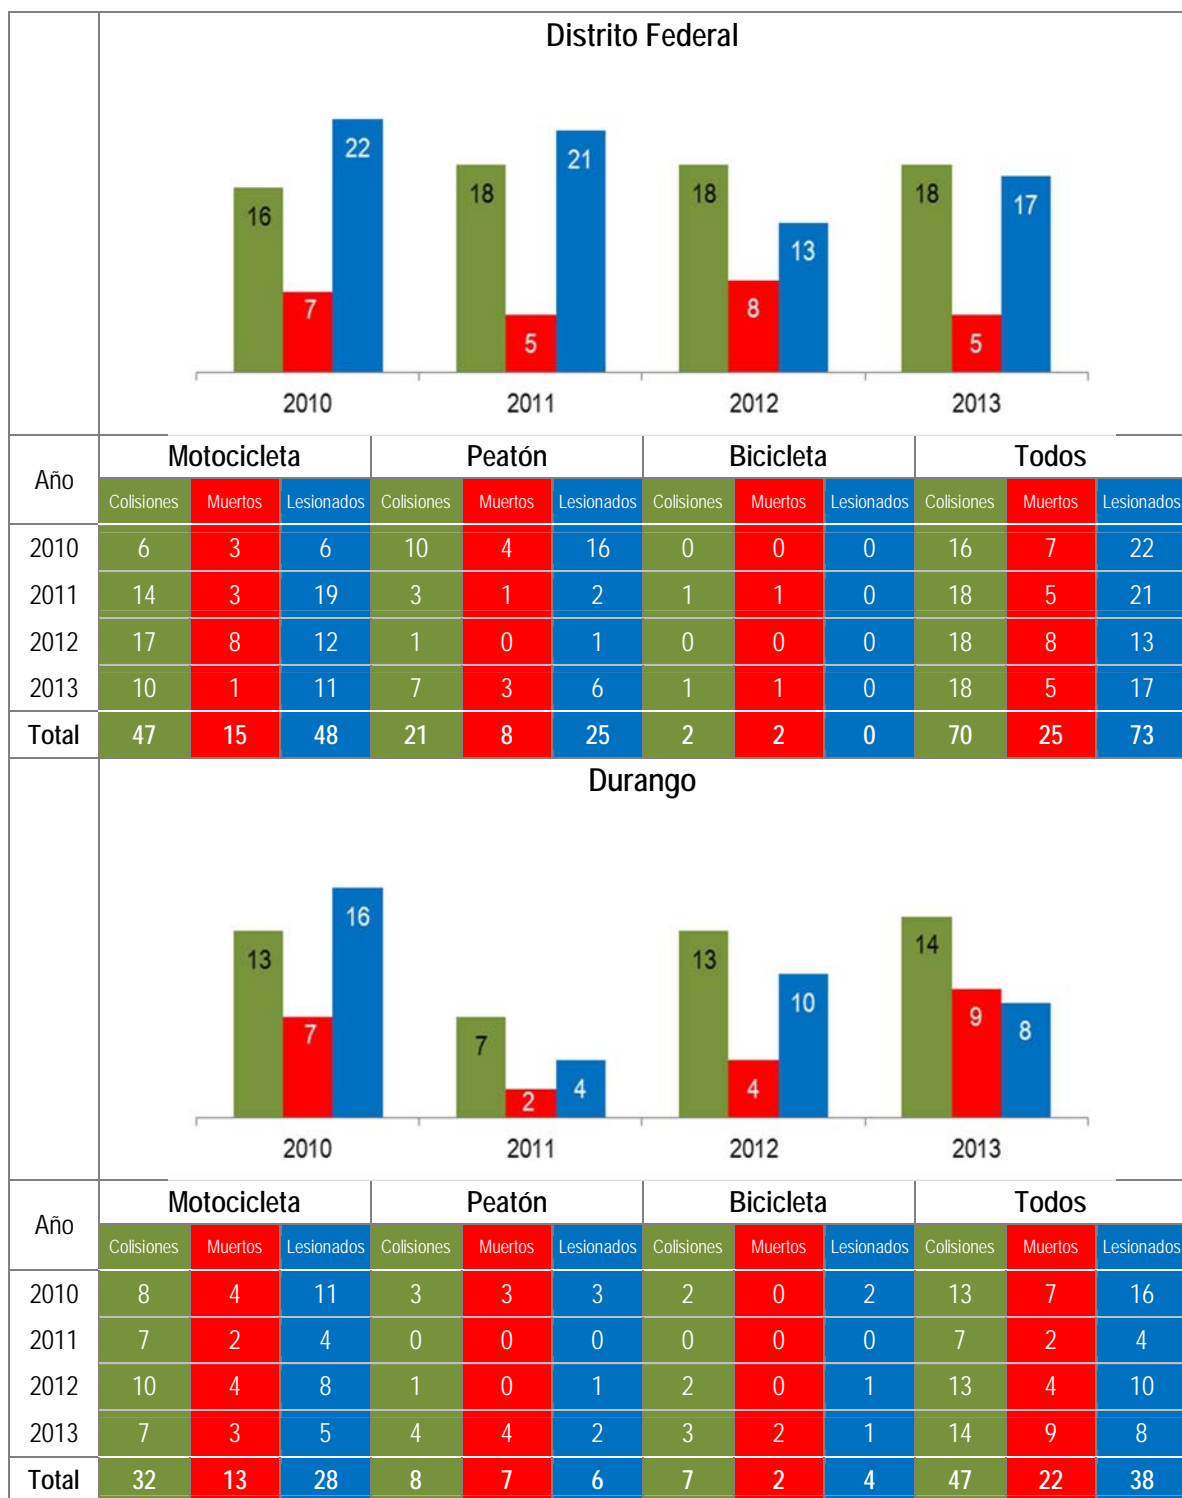 Distrito Federal
16 7 22 18 5 21 18 8 13 18 5 17
2010 2011 2012 2013
Año Motocicleta Peatón Bicicleta Todos
Colisiones Muertos Lesionados Colisiones Muertos Lesionados Colisiones Muertos Lesionados Colisiones Muertos Lesionados
2010 6 3 6 10 4 16 0 0 0 16 7 22
2011 14 3 19 3 1 2 1 1 0 18 5 21
2012 17 8 12 1 0 1 0 0 0 18 8 13
2013 10 1 11 7 3 6 1 1 0 18 5 17
Total 47 15 48 21 8 25 2 2 0 70 25 73
Durango
13 7 16 7 2 4 13 4 10 14 9 8
2010 2011 2012 2013
Año Motocicleta Peatón Bicicleta Todos
Colisiones Muertos Lesionados Colisiones Muertos Lesionados Colisiones Muertos Lesionados Colisiones Muertos Lesionados
2010 8 4 11 3 3 3 2 0 2 13 7 16
2011 7 2 4 0 0 0 0 0 0 7 2 4
2012 10 4 8 1 0 1 2 0 1 13 4 10
2013 7 3 5 4 4 2 3 2 1 14 9 8
Total 32 13 28 8 7 6 7 2 4 47 22 38